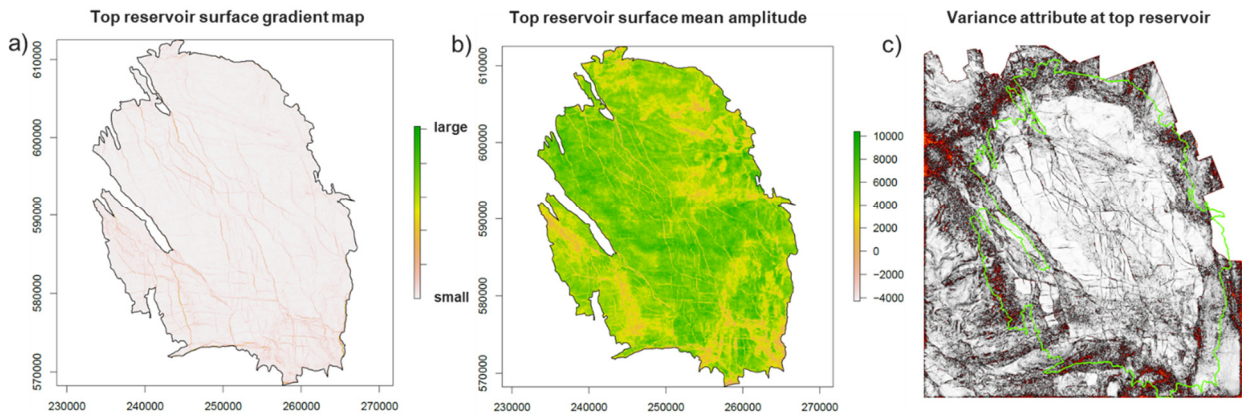 Top reservoir surface gradient map
Top reservoir surface mean amplitude
Variance attribute at top reservoir
a)
b)
c)
610000
600000
590000
580000
570000
230000 240000 250000 260000 270000
large
small
610000
600000
590000
580000
570000
230000 240000 250000 260000 270000
10000
8000
6000
4000
2000
0
−2000
−4000